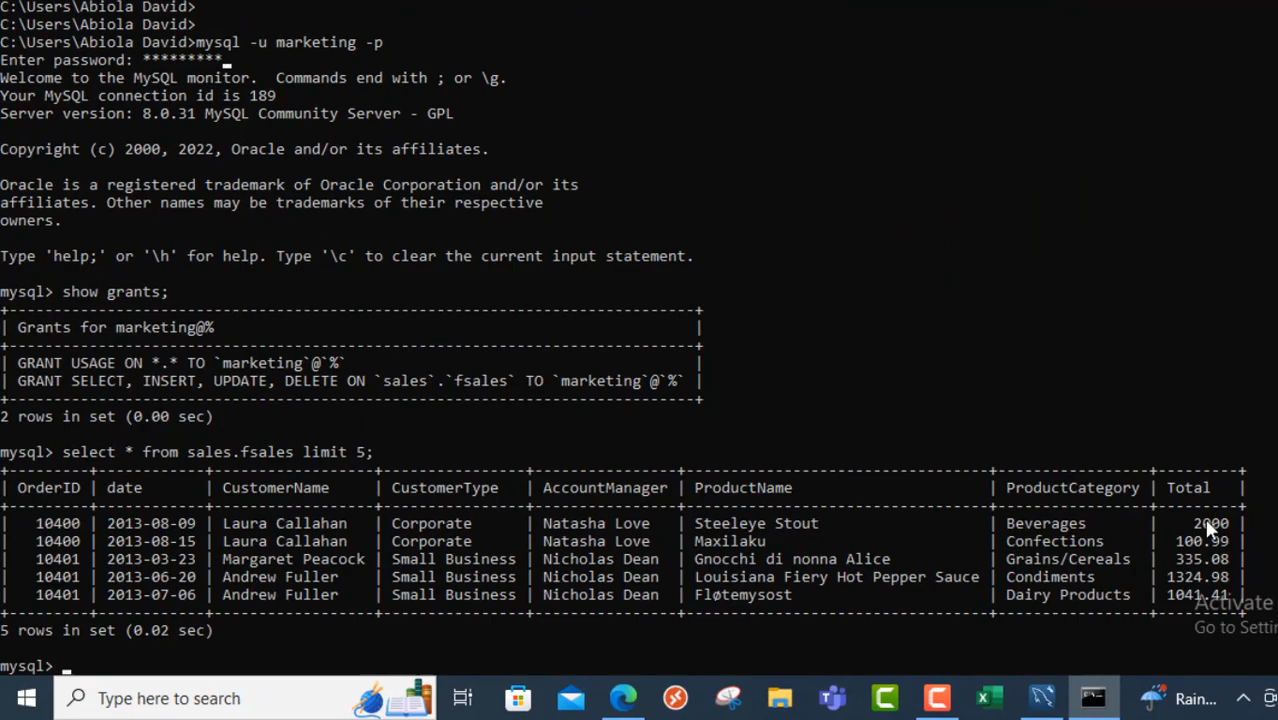 C:\Users\Abiola David>
C:\Users\Abiola David>
C:\Users\Abiola David>mysql -u marketing -p
Enter password: *********
Welcome to the MySQL monitor.  Commands end with ; or \g.
Your MySQL connection id is 189
Server version: 8.0.31 MySQL Community Server - GPL
Copyright (c) 2000, 2022, Oracle and/or its affiliates.
Oracle is a registered trademark of Oracle Corporation and/or its
affiliates. Other names may be trademarks of their respective
owners.
Type 'help;' or '\h' for help. Type '\c' to clear the current input statement.
mysql> show grants;
| Grants for marketing@% |
| GRANT USAGE ON *.* TO `marketing`@`%` |
| GRANT SELECT, INSERT, UPDATE, DELETE ON `sales`.`fsales` TO `marketing`@`%` |
2 rows in set (0.00 sec)
mysql> select * from sales.fsales limit 5;
| OrderID | date | CustomerName | CustomerType | AccountManager | ProductName | ProductCategory | Total |
| 10400 | 2013-08-09 | Laura Callahan | Corporate | Natasha Love | Steeleye Stout | Beverages | 2000 |
| 10400 | 2013-08-15 | Laura Callahan | Corporate | Natasha Love | Maxilaku | Confections | 100.99 |
| 10401 | 2013-03-23 | Margaret Peacock | Small Business | Nicholas Dean | Gnocchi di nonna Alice | Grains/Cereals | 335.08 |
| 10401 | 2013-06-20 | Andrew Fuller | Small Business | Nicholas Dean | Louisiana Fiery Hot Pepper Sauce | Condiments | 1324.98 |
| 10401 | 2013-07-06 | Andrew Fuller | Small Business | Nicholas Dean | Fløtemysost | Dairy Products | 1041.41 |
Activate
Go to Setti
5 rows in set (0.02 sec)
mysql>
Type here to search
Rain...